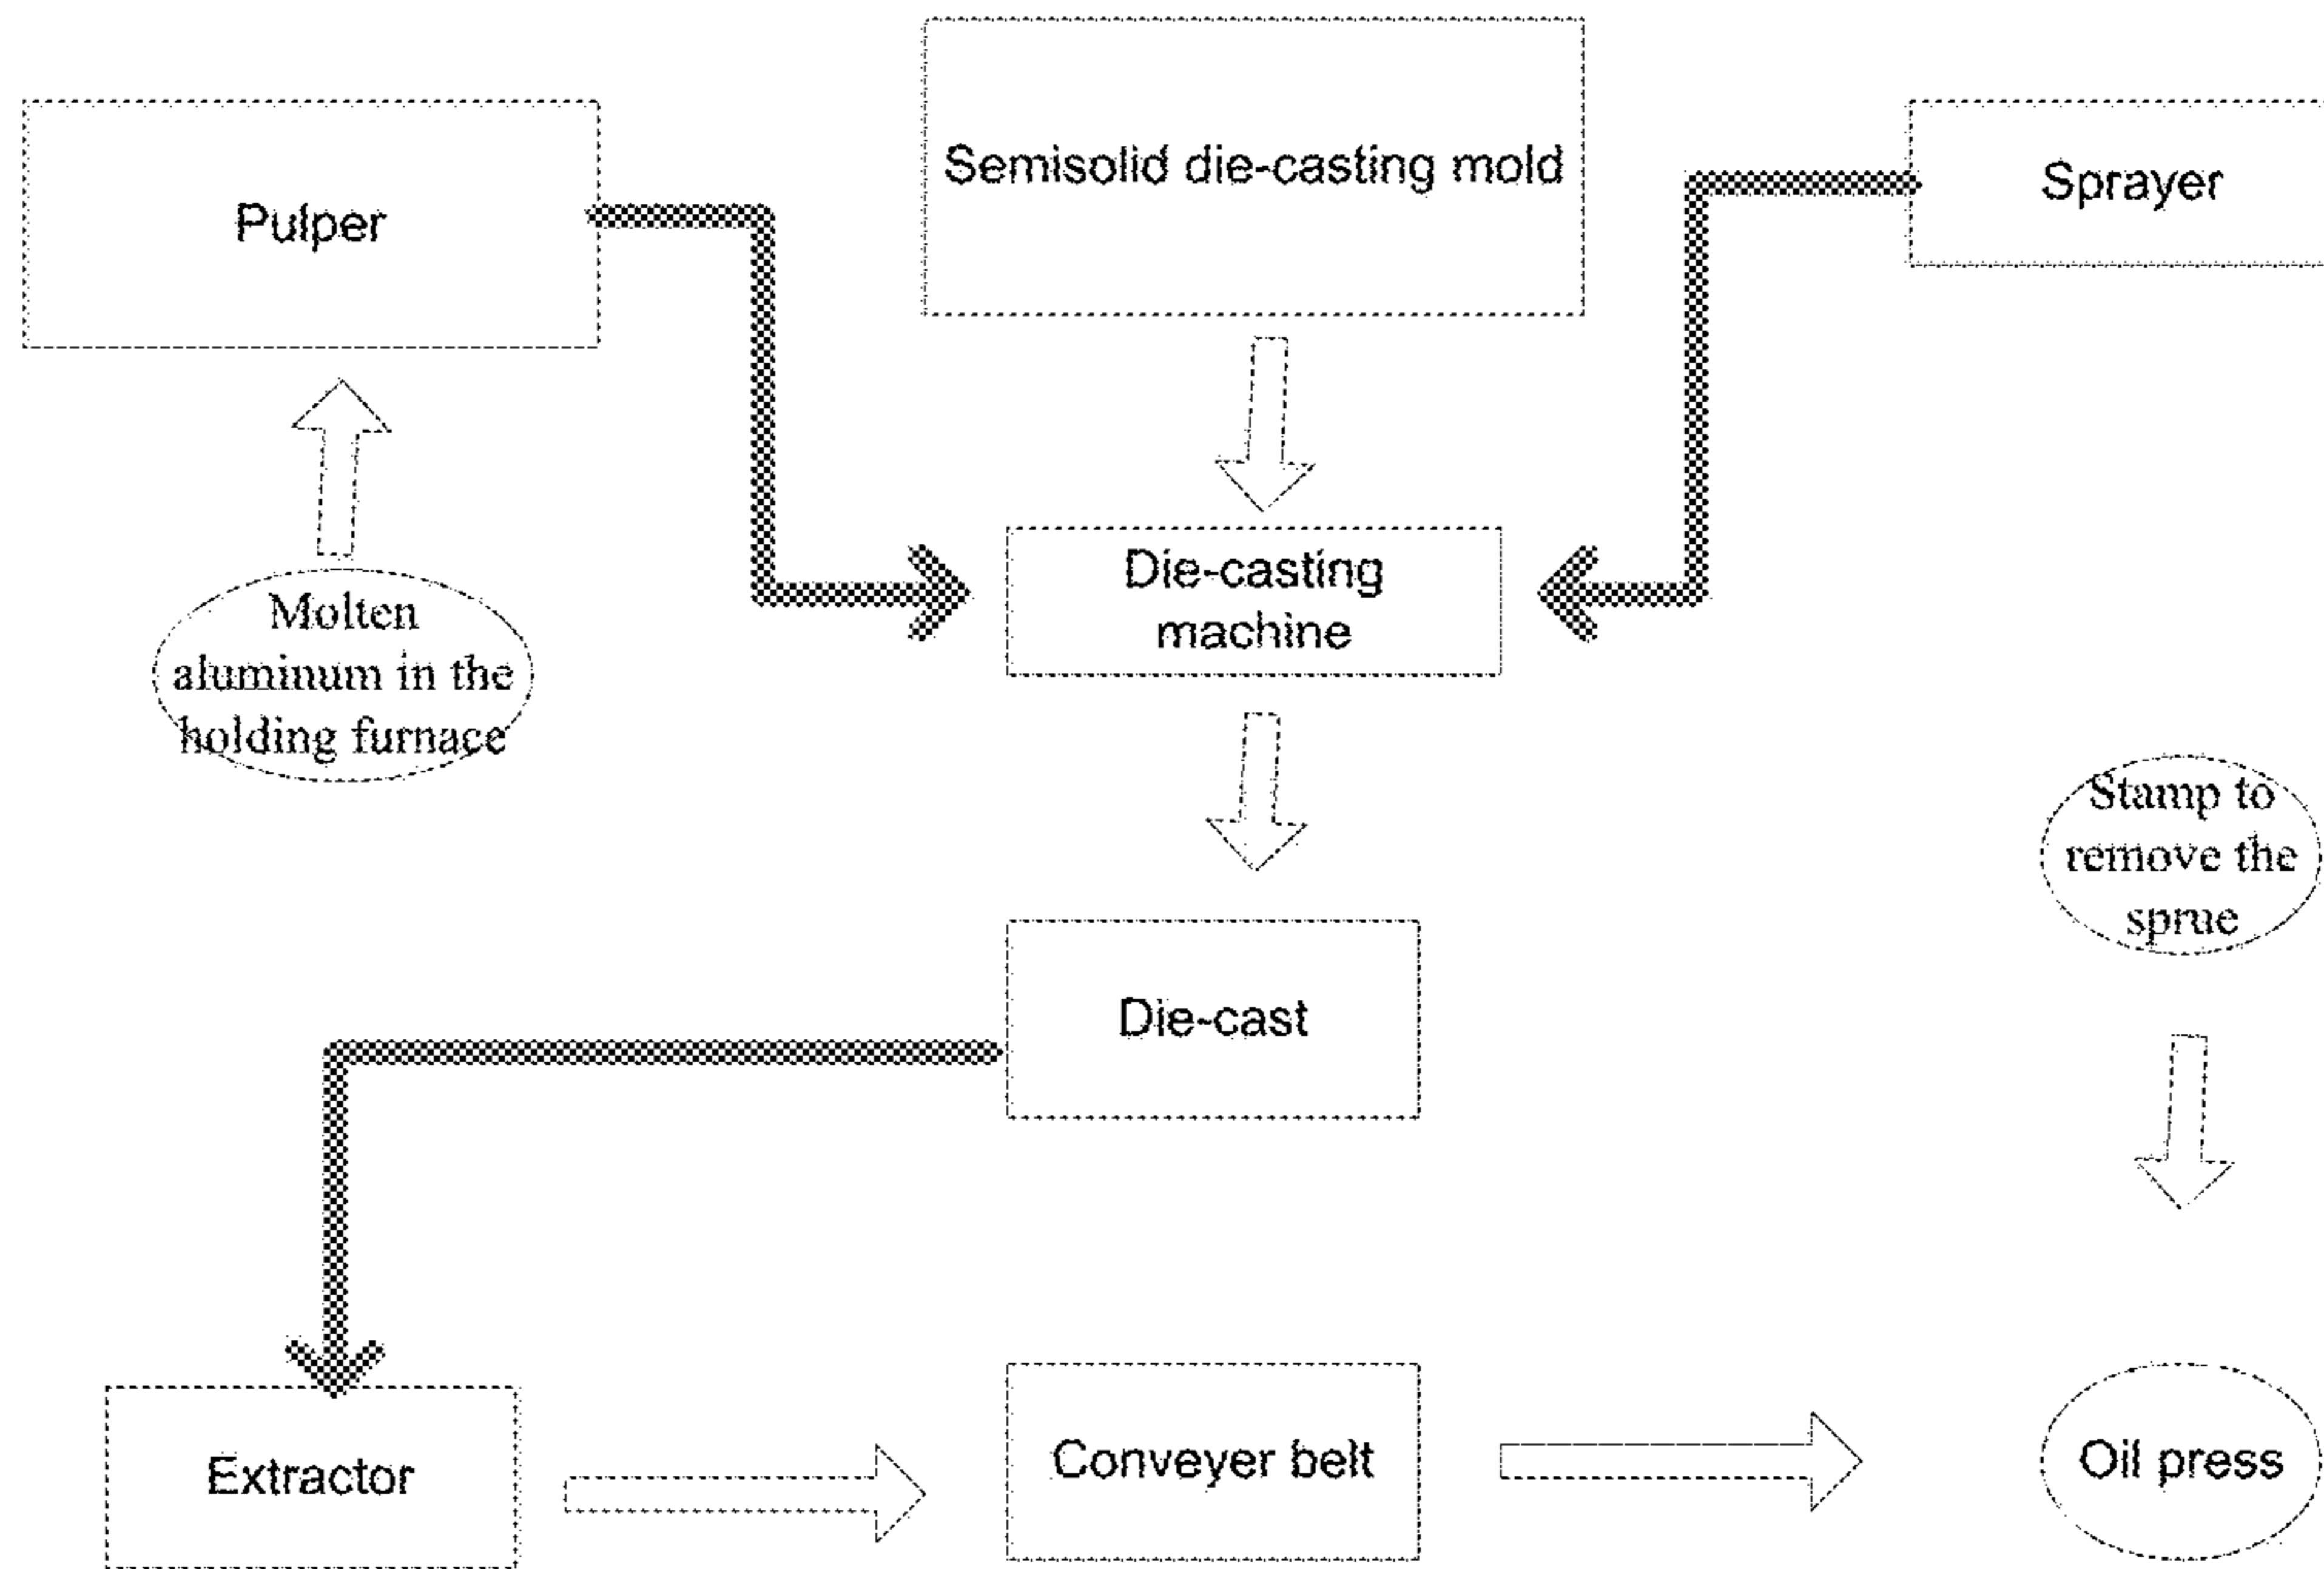 Semisolid die-casting mold
Pulper
Sprayer
Die-casting
machine
Molten
aluminum in the
holding furnace
Stamp to
remove the
sprue
Die-cast
Extractor
Conveyer belt
Oil press